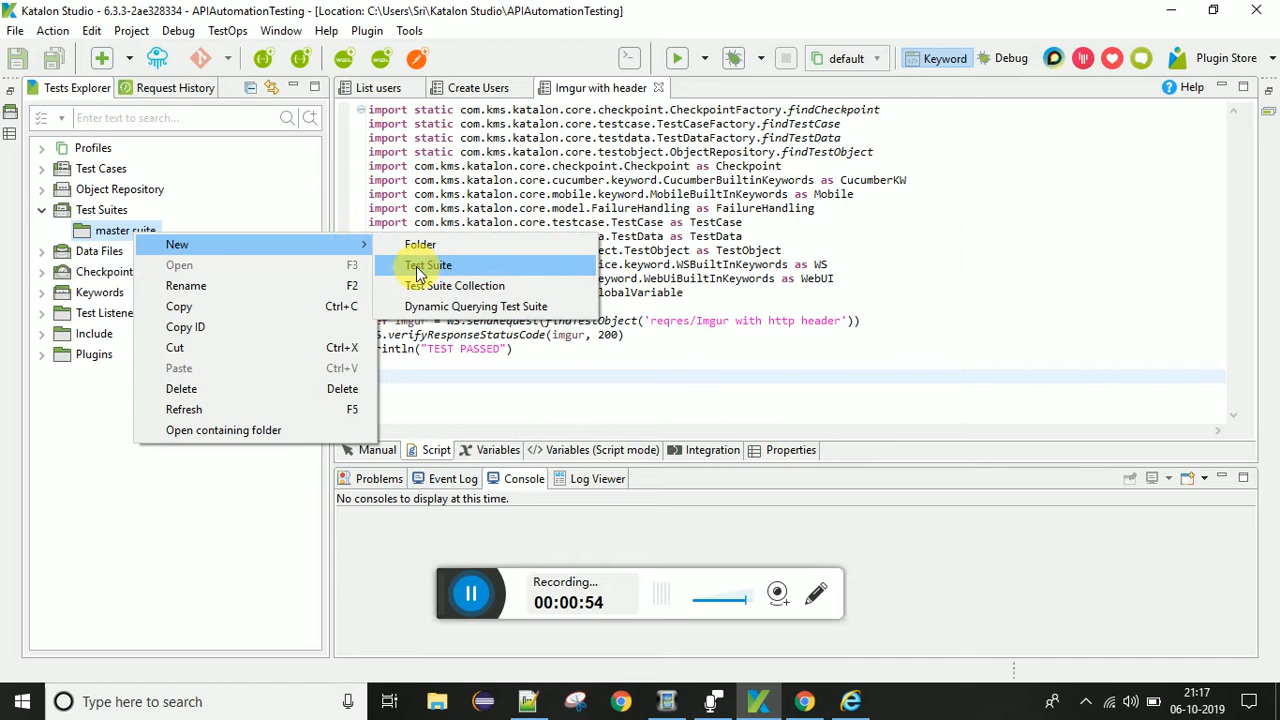 Katalon Studio - 6.3.3-2ae328334 - APIAutomationTesting - [Location: C:\Users\Sri\Katalon Studio\APIAutomationTesting]
File Action Edit Project Debug TestOps Window Help Plugin Tools
default Keyword Debug Plugin Store
Tests Explorer Request History
List users Create Users Imgur with header Help
Enter text to search...
Profiles
Test Cases
Object Repository
Test Suites
master suite
Data Files
Checkpoint
Keywords
Test Listene
Include
Plugins
New
Open F3
Rename F2
Copy Ctrl+C
Copy ID
Cut Ctrl+X
Paste Ctrl+V
Delete Delete
Refresh F5
Open containing folder
Folder
Test Suite
Test Suite Collection
Dynamic Querying Test Suite
import static com.kms.katalon.core.checkpoint.CheckpointFactory.findCheckpoint
import static com.kms.katalon.core.testcase.TestCaseFactory.findTestCase
import static com.kms.katalon.core.testdata.TestDataFactory.findTestData
import static com.kms.katalon.core.testobject.ObjectRepository.findTestObject
import com.kms.katalon.core.checkpoint.Checkpoint as Checkpoint
import com.kms.katalon.core.cucumber.keyword.CucumberBuiltinKeywords as CucumberKW
import com.kms.katalon.core.mobile.keyword.MobileBuiltInKeywords as Mobile
import com.kms.katalon.core.model.FailureHandling as FailureHandling
import com.kms.katalon.core.testcase.TestCase as TestCase
a.TestData as TestData
ect.TestObject as TestObject
ice.keyword.WSBuiltInKeywords as WS
.keyword.WebUiBuiltInKeywords as WebUI
lobalVariable
ef imgur = WS.sendRequest(findTestObject('reqres/Imgur with http header'))
S.verifyResponseStatusCode(imgur, 200)
rintln("TEST PASSED")
Manual Script Variables Variables (Script mode) Integration Properties
Problems Event Log Console Log Viewer
No consoles to display at this time.
Recording...
00:00:54
Type here to search
21:17
06-10-2019